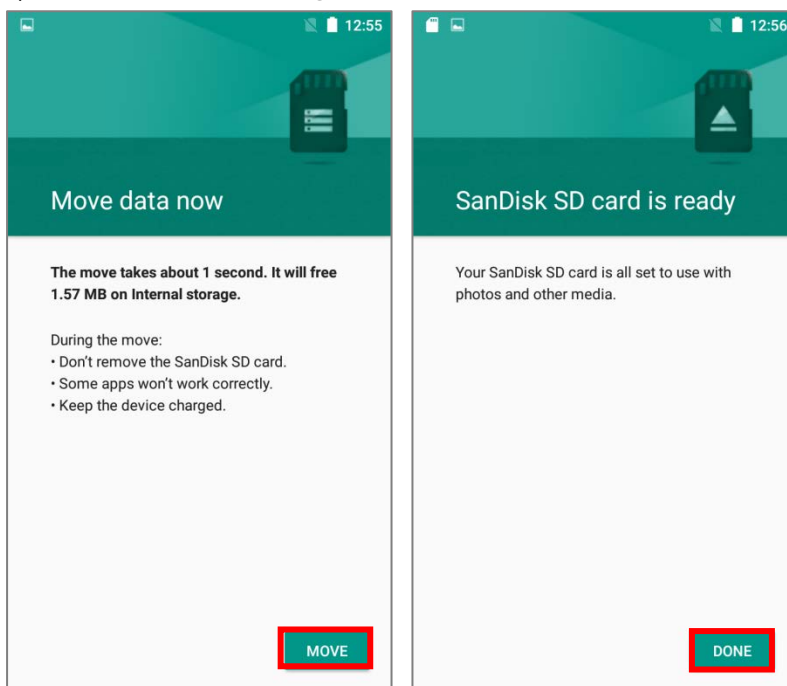 12:55
Move data now
The move takes about 1 second. It will free
1.57 MB on Internal storage.
During the move:
• Don't remove the SanDisk SD card.
• Some apps won't work correctly.
• Keep the device charged.
MOVE
12:56
SanDisk SD card is ready
Your SanDisk SD card is all set to use with
photos and other media.
DONE